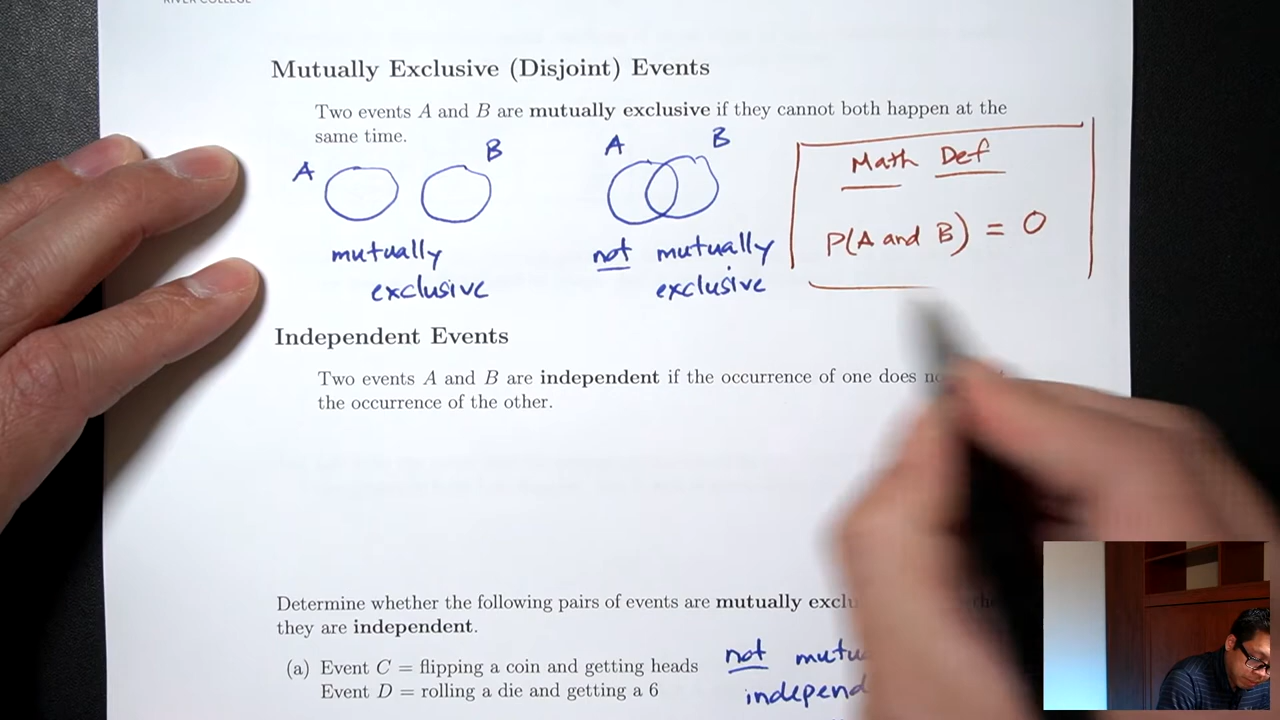 RIVER COLLEGE
Mutually Exclusive (Disjoint) Events
Two events A and B are mutually exclusive if they cannot both happen at the
same time.
A B
A B
mutually
exclusive
not mutually
exclusive
Math Def
P(A and B) = 0
Independent Events
Two events A and B are independent if the occurrence of one does
the occurrence of the other.
Determine whether the following pairs of events are mutually
they are independent.
(a) Event C = flipping a coin and getting heads
Event D = rolling a die and getting a 6
not